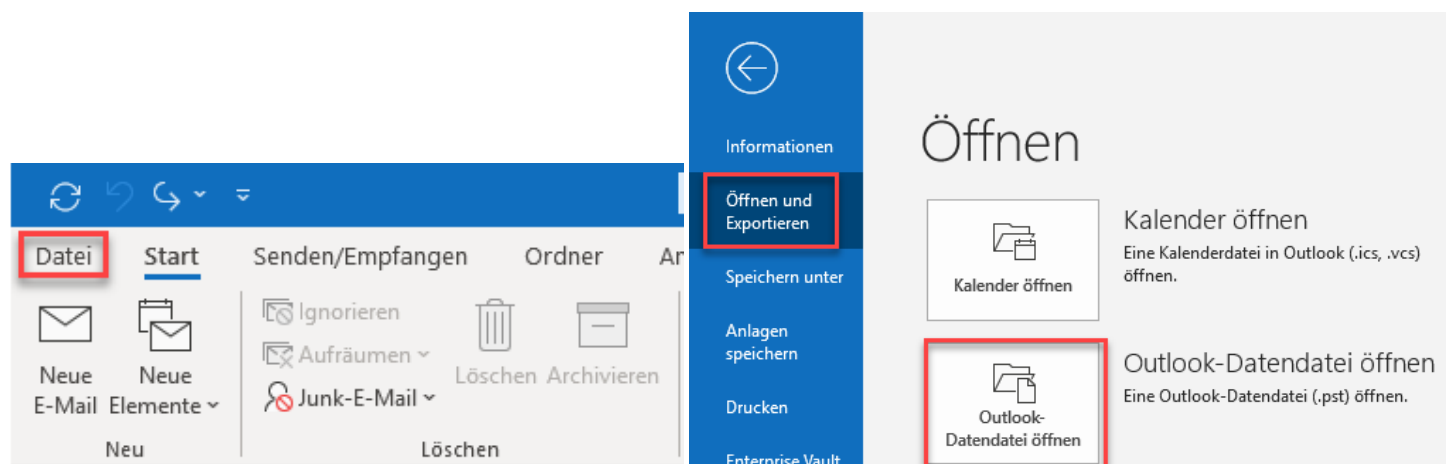 Datei
Start
Senden/Empfangen
Ordner
Neue
E-Mail
Neue
Elemente
Neu
Ignorieren
Aufräumen
Junk-E-Mail
Löschen
Archivieren
Löschen
Informationen
Öffnen und
Exportieren
Speichern unter
Anlagen
speichern
Drucken
Enterprise Vault
Öffnen
Kalender öffnen
Kalender öffnen
Eine Kalenderdatei in Outlook (.ics, .vcs)
öffnen.
Outlook-
Datendatei öffnen
Outlook-Datendatei öffnen
Eine Outlook-Datendatei (.pst) öffnen.